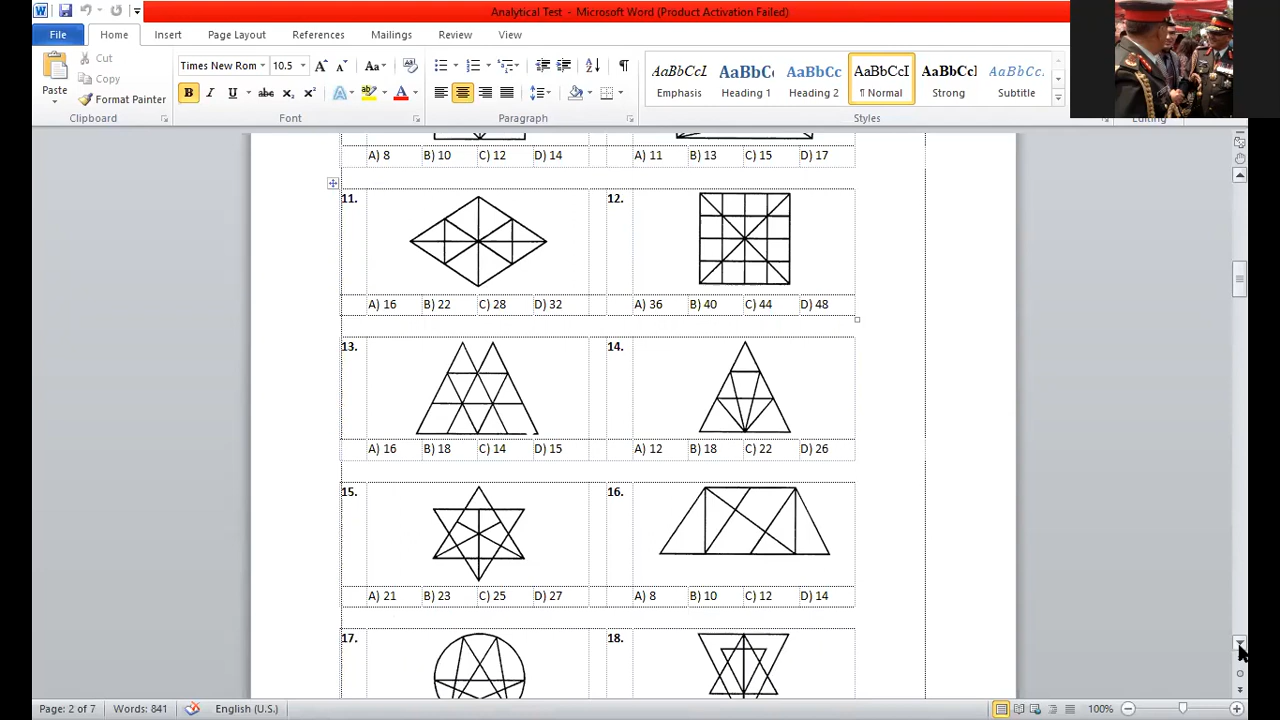 Analytical Test - Microsoft Word (Product Activation Failed)
File Home Insert Page Layout References Mailings Review View
Paste
Cut
Copy
Format Painter
Clipboard
Times New Rom 10.5
B I U abc
Font
Paragraph
AaBbCcI AaBbCc AaBbCc AaBbCcI AaBbCcl AaBbCc.
Emphasis Heading 1 Heading 2 ¶ Normal Strong Subtitle
Styles
Editing
A) 8 B) 10 C) 12 D) 14 A) 11 B) 13 C) 15 D) 17
11. 12.
A) 16 B) 22 C) 28 D) 32 A) 36 B) 40 C) 44 D) 48
13. 14.
A) 16 B) 18 C) 14 D) 15 A) 12 B) 18 C) 22 D) 26
15. 16.
A) 21 B) 23 C) 25 D) 27 A) 8 B) 10 C) 12 D) 14
17. 18.
Page: 2 of 7 Words: 841 English (U.S.) 100%